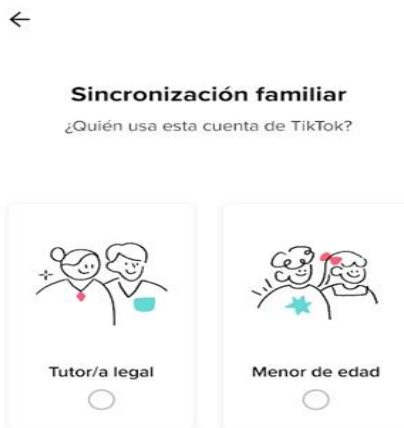 Sincronización familiar
¿Quién usa esta cuenta de TikTok?
Tutor/a legal
Menor de edad